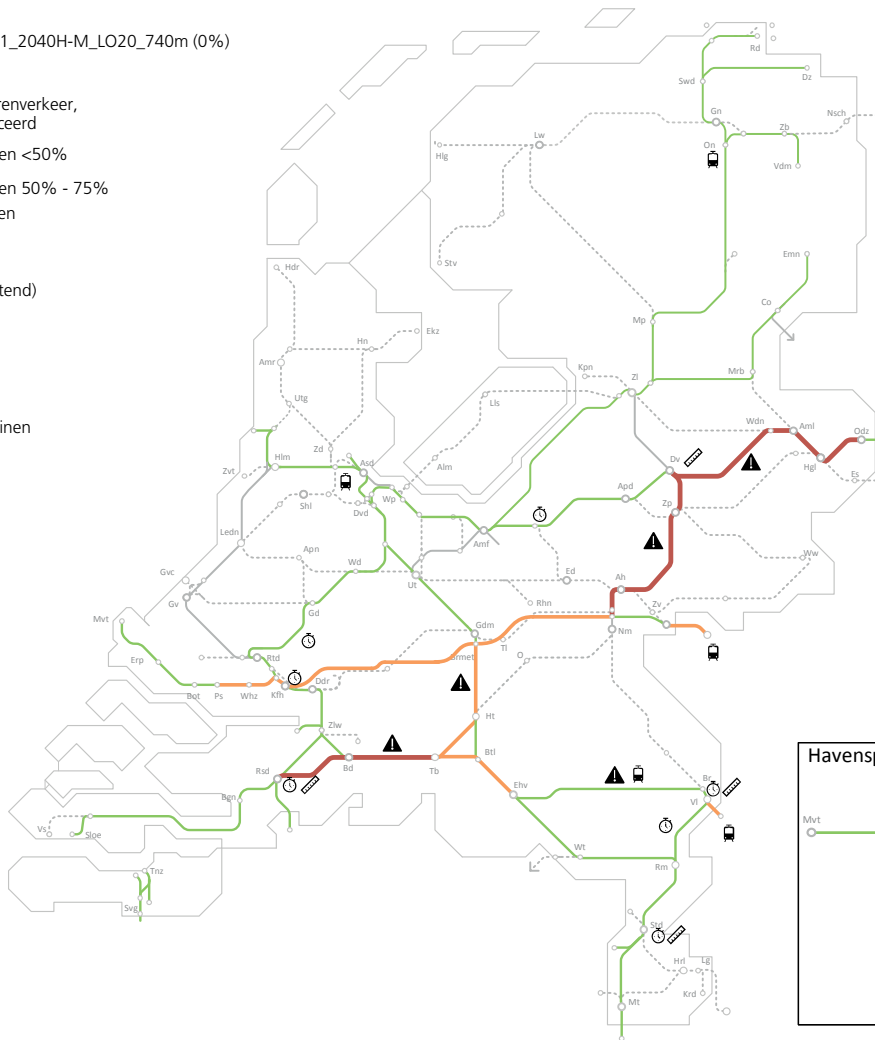 1_2040H-M_LO20_740m (0%)
renverkeer,
ceerd
en <50%
en 50% - 75%
en
tend)
inen
Rd
Swd
Dz
Gn
Nsch
Zb
On
Vdm
Lw
Hlg
Stv
Emn
Co
Hdr
Mp
Ekz
Hn
Amr
Kpn
Zl
Mrb
Utg
Lls
Wdn
Aml
Odz
Zd
Hlm
Asd
Dv
Hgl
Zvt
Alm
Es
Wp
Apd
Shl
Dvd
Zp
Ledn
Amf
Apn
Wd
Ww
Gvc
Ut
Ed
Ah
Gv
Gd
Rhn
Zv
Mvt
Gdm
Nm
Tl
Brmet
Erp
Rtd
O
Ddr
Bot
Ps
Whz
Kfh
Ht
Zlw
Btl
Rsd
Bd
Tb
Havensp
Br
Ehv
Vl
Bgn
Mvt
Vs
Sloe
Wt
Rm
Tnz
Svg
Std
Hrl
Lg
Krd
Mt